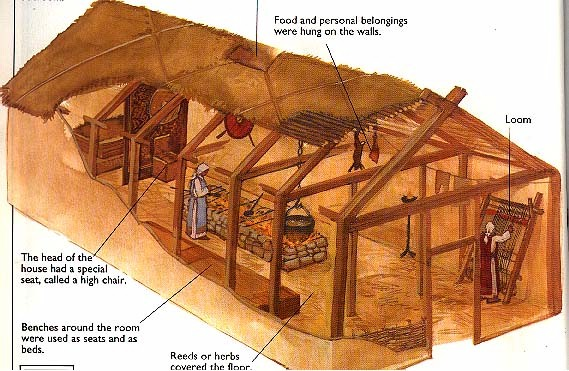 Food and personal belongings
were hung on the walls.
Loom
The head of the
house had a special
seat, called a high chair.
Benches around the room
were used as seats and as
beds.
Reeds or herbs
covered the floor.